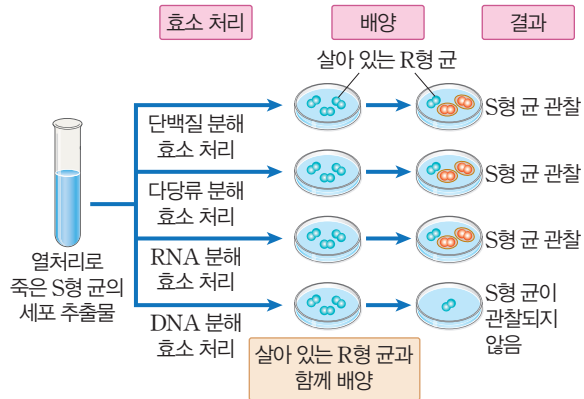 효소 처리
배양
결과
살아 있는 R형 균
단백질 분해
효소 처리
S형 균 관찰
다당류 분해
효소 처리
S형 균 관찰
RNA 분해
효소 처리
S형 균 관찰
열처리로
죽은 S형 균의
세포 추출물
DNA 분해
효소 처리
S형 균이
관찰되지
않음
살아 있는 R형 균과
함께 배양